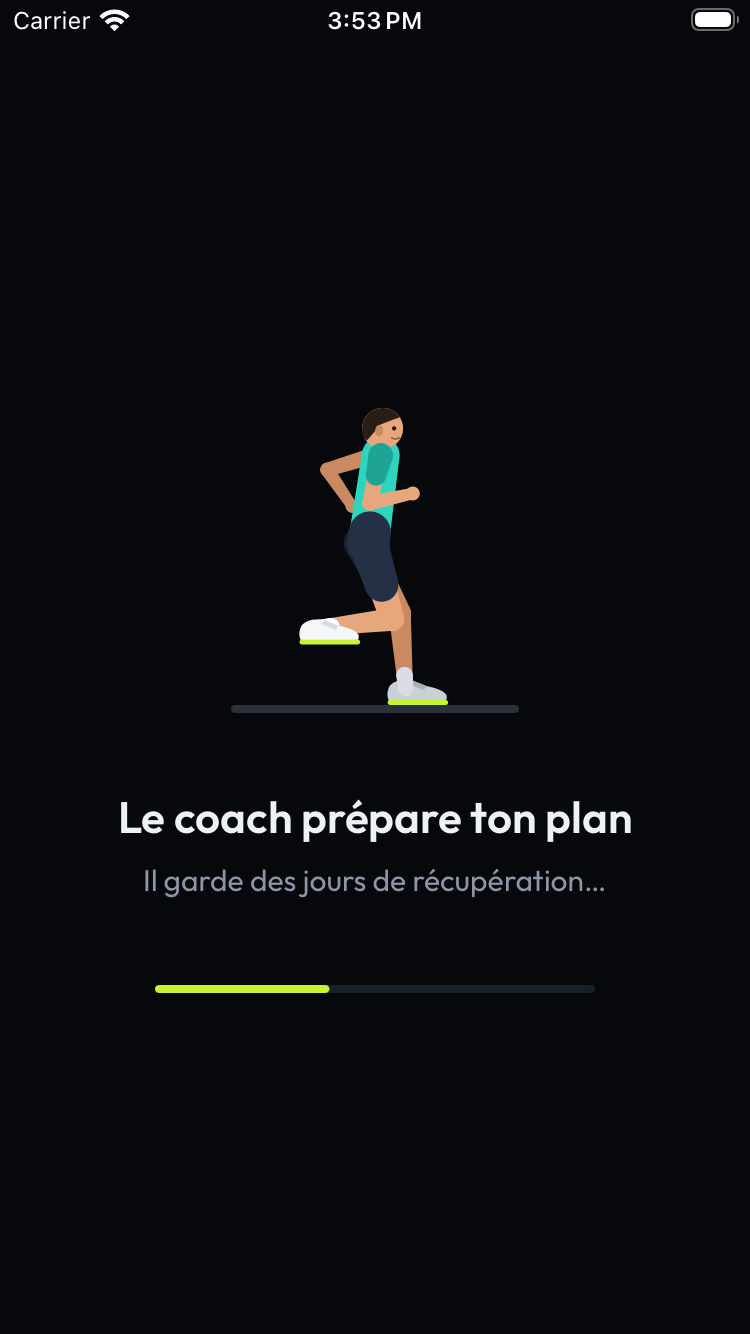 Carrier 3:53 PM
Le coach prépare ton plan
Il garde des jours de récupération…